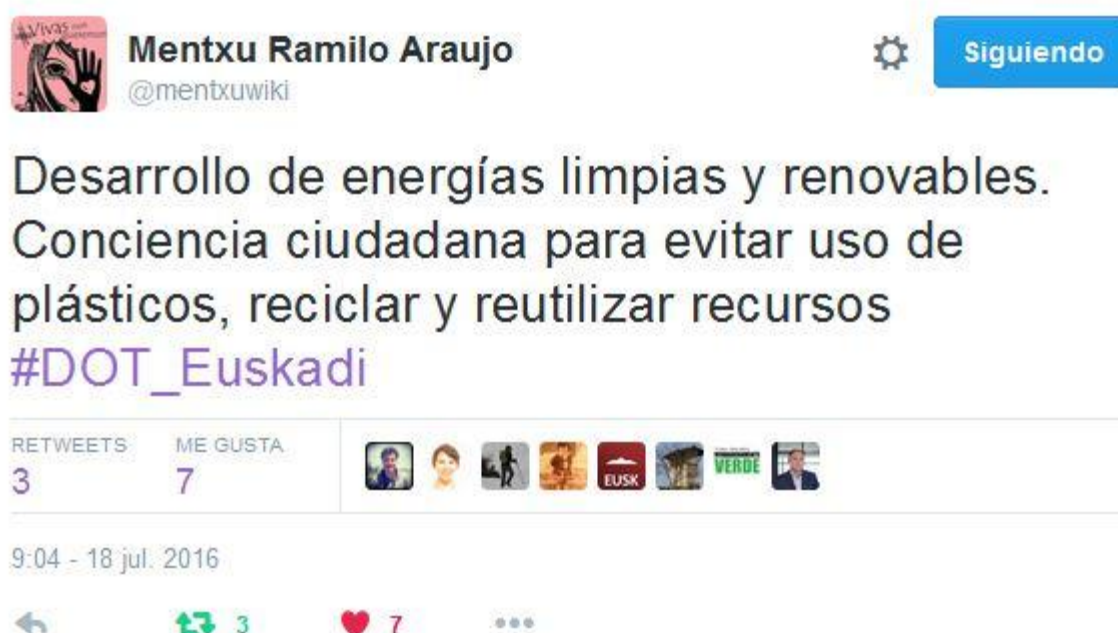 #Vivas
Mentxu Ramilo Araujo
Siguiendo
@mentxuwiki
Desarrollo de energías limpias y renovables.
Conciencia ciudadana para evitar uso de
plásticos, reciclar y reutilizar recursos
#DOT_Euskadi
RETWEETS ME GUSTA
3 7
EUSK
VERDE
9:04 - 18 jul. 2016
3 7